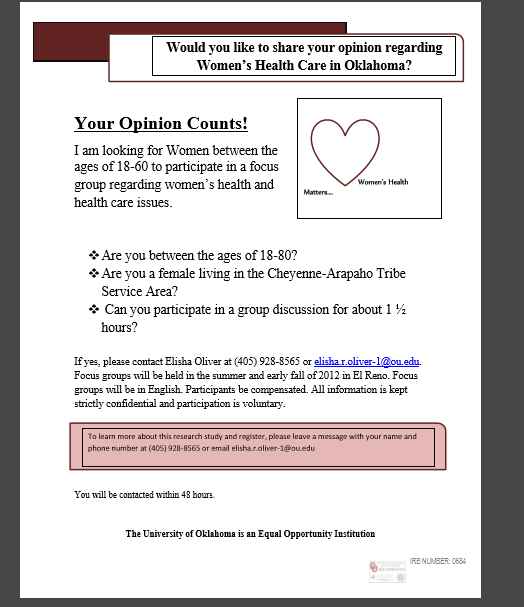 Would you like to share your opinion regarding
Women's Health Care in Oklahoma?
Your Opinion Counts!
I am looking for Women between the
ages of 18-60 to participate in a focus
group regarding women's health and
health care issues.
Women's Health
Matters...
❖ Are you between the ages of 18-80?
❖ Are you a female living in the Cheyenne-Arapaho Tribe
Service Area?
❖ Can you participate in a group discussion for about 1 ½
hours?
If yes, please contact Elisha Oliver at (405) 928-8565 or elisha.r.oliver-1@ou.edu.
Focus groups will be held in the summer and early fall of 2012 in El Reno. Focus
groups will be in English. Participants be compensated. All information is kept
strictly confidential and participation is voluntary.
To learn more about this research study and register, please leave a message with your name and
phone number at (405) 928-8565 or email elisha.r.oliver-1@ou.edu
You will be contacted within 48 hours.
The University of Oklahoma is an Equal Opportunity Institution
IRB NUMBER: 0684